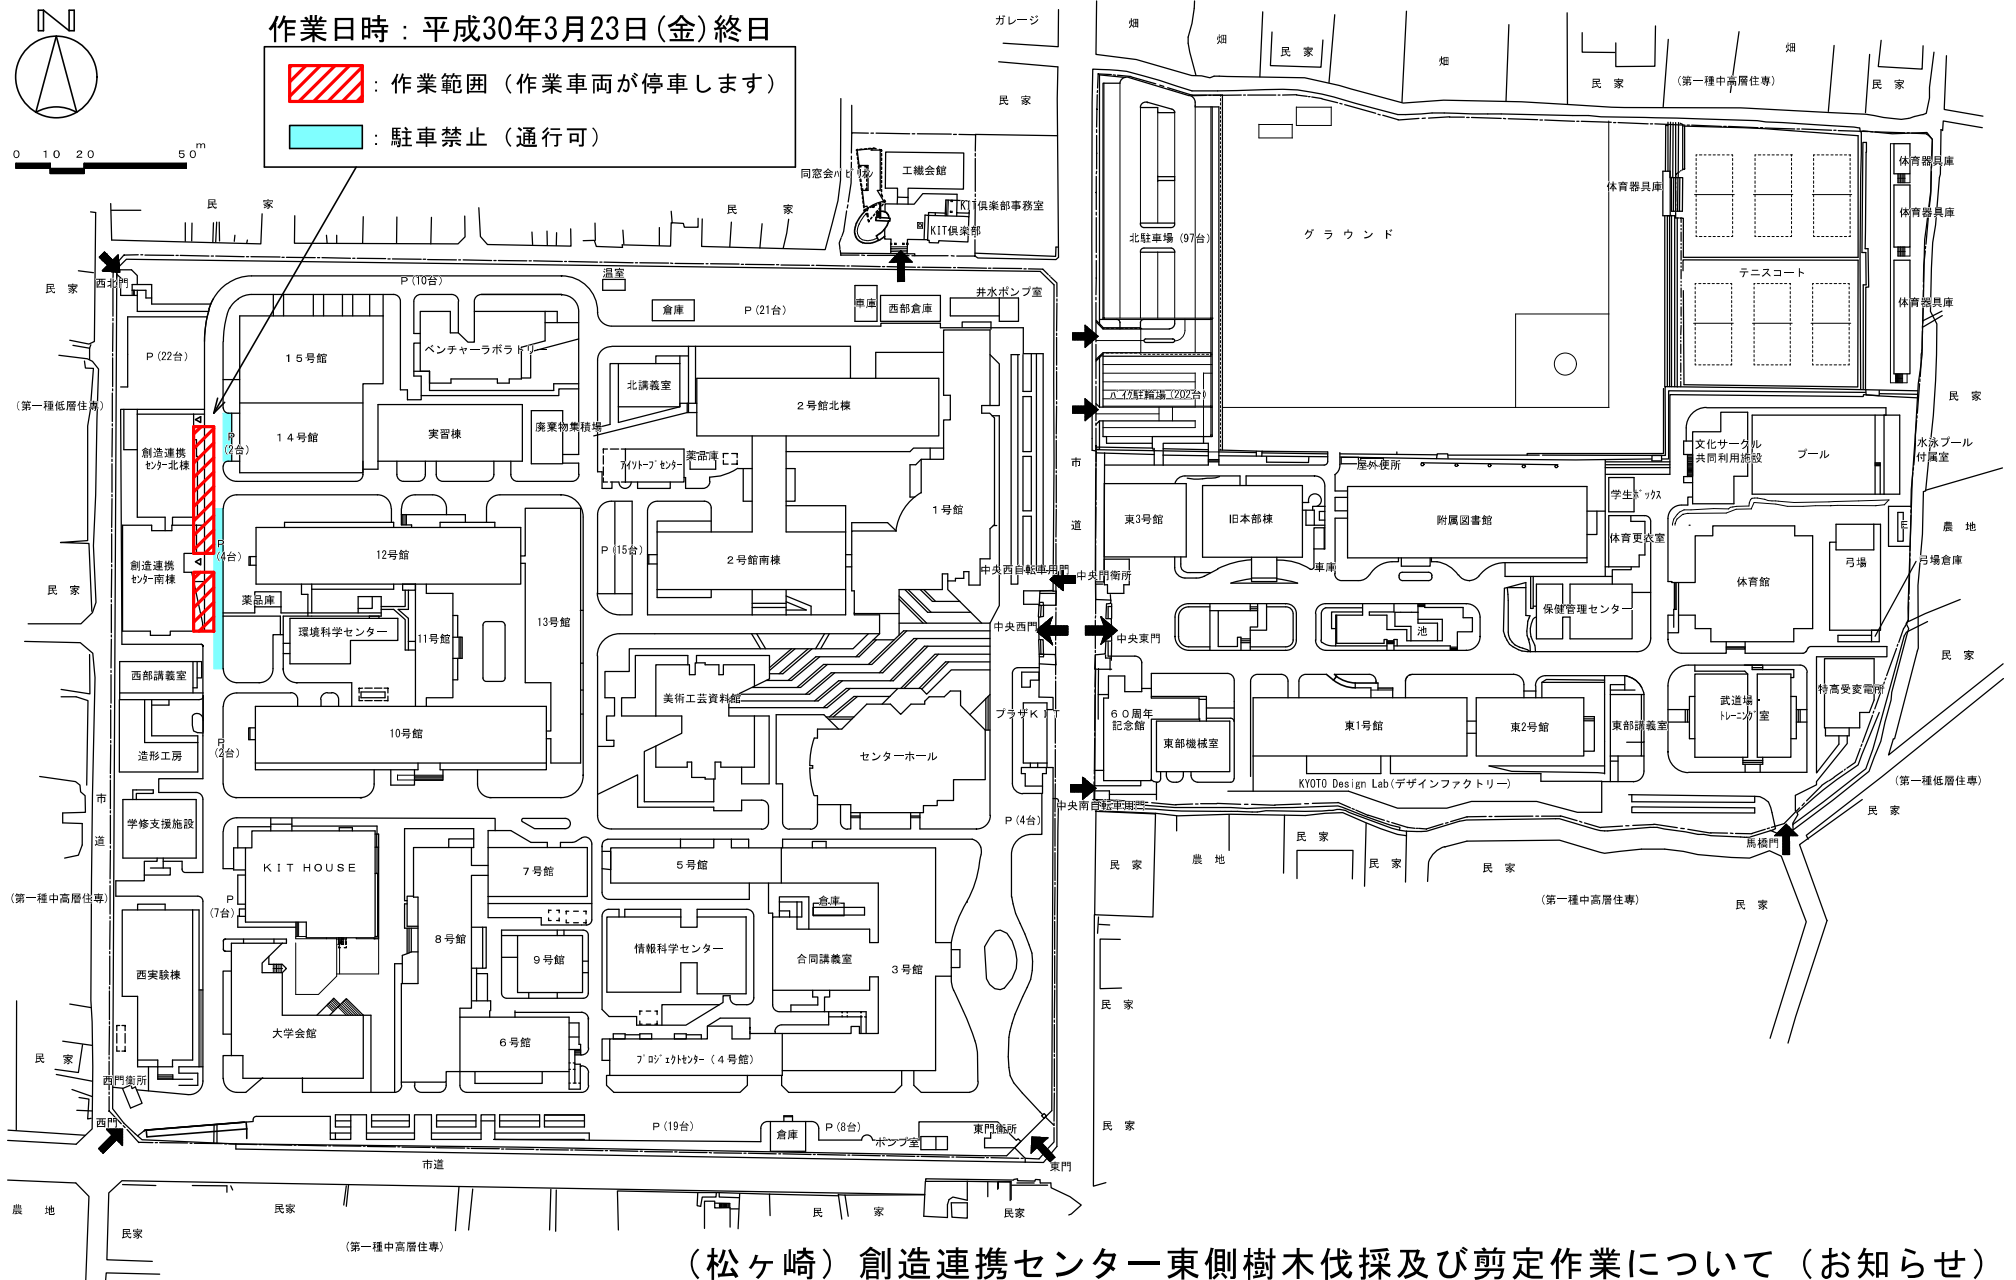 作業日時：平成30年3月23日(金)終日
：作業範囲（作業車両が停車します）
：駐車禁止（通行可）
N
0 10 20 50m
ガレージ
畑
畑
民 家
畑
民 家
畑
(第一種中高層住専)
民 家
民 家
同窓会パビリオン
工繊会館
KIT倶楽部事務室
KIT倶楽部
北駐車場(97台)
グラウンド
体育器具庫
テニスコート
体育器具庫
体育器具庫
体育器具庫
民 家
民 家
西北門
民 家
P(10台)
温室
倉庫
P(21台)
車庫
西部倉庫
井水ポンプ室
P(22台)
15号館
ベンチャーラボラトリー
北講義室
2号館北棟
バイク駐輪場(202台)
(第一種低層住専)
民 家
創造連携
センター北棟
P
(2台)
14号館
実習棟
廃棄物集積場
アイソトープセンター
薬品庫
1号館
市 道
屋外便所
文化サークル
共同利用施設
プール
水泳プール
付属室
東3号館
旧本部棟
附属図書館
学生ボックス
体育更衣室
農 地
弓場
弓場倉庫
体育館
創造連携
センター南棟
P
(4台)
12号館
P(15台)
2号館南棟
中央西自転車用門
中央門衛所
車庫
民 家
薬品庫
環境科学センター
11号館
13号館
中央西門
中央東門
池
保健管理センター
民 家
西部講義室
美術工芸資料館
プラザKIT
60周年
記念館
東部機械室
東1号館
東2号館
東部講義室
武道場・
トレーニング室
特高受変電所
造形工房
P
(2台)
10号館
センターホール
KYOTO Design Lab(デザインファクトリー)
(第一種低層住専)
市 道
学修支援施設
中央南自転車用門
P(4台)
民 家
馬橋門
KIT HOUSE
7号館
5号館
民 家
農 地
民 家
民 家
民 家
(第一種中高層住専)
P
(7台)
倉庫
(第一種中高層住専)
民 家
8号館
9号館
情報科学センター
合同講義室
3号館
西実験棟
大学会館
6号館
プロジェクトセンター(4号館)
民 家
民 家
西門衛所
西門
P(19台)
倉庫
P(8台)
ポンプ室
東門衛所
東門
民 家
市道
農 地
民家
民家
(第一種中高層住専)
民 家
民家
（松ヶ崎）創造連携センター東側樹木伐採及び剪定作業について（お知らせ）